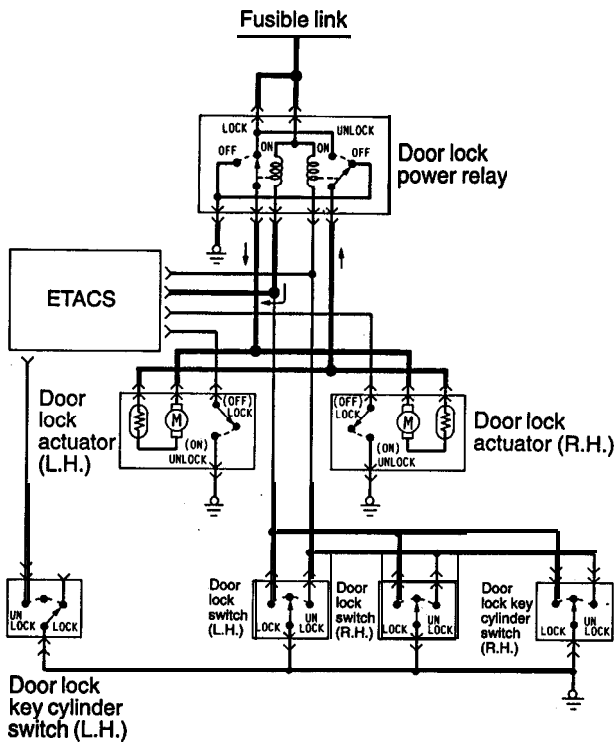 Fusible link
LOCK
ON
ON
UNLOCK
OFF
OFF
Door lock
power relay
ETACS
Door
lock
actuator
(L.H.)
M
(OFF)
LOCK
(ON)
UNLOCK
(OFF)
LOCK
(ON)
UNLOCK
M
Door lock
actuator (R.H.)
UN
LOCK
LOCK
Door lock
key cylinder
switch (L.H.)
Door
lock
switch
(L.H.)
LOCK
UN
LOCK
Door
lock
switch
(R.H.)
LOCK
UN
LOCK
Door
lock key
cylinder
switch
(R.H.)
LOCK
UN
LOCK